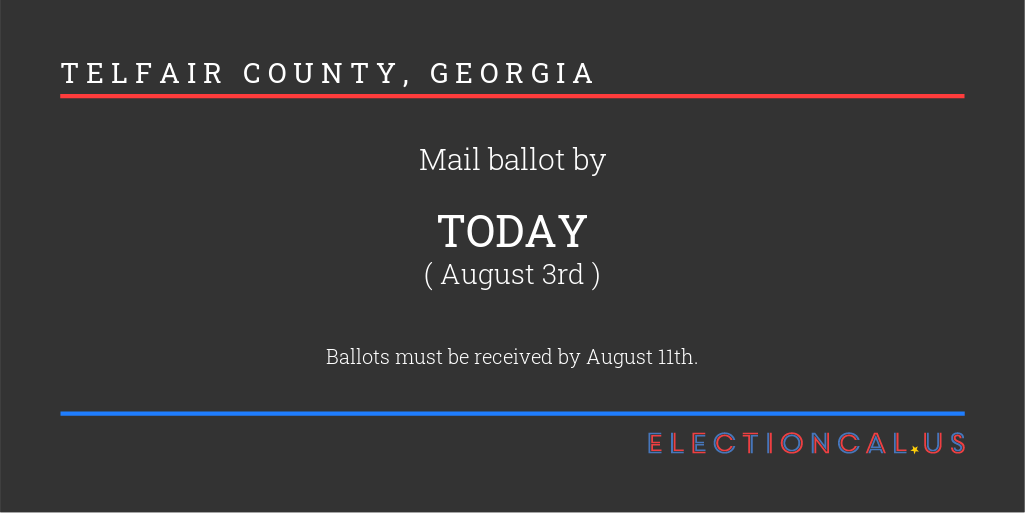 TELFAIR COUNTY, GEORGIA
Mail ballot by
TODAY
( August 3rd )
Ballots must be received by August 11th.
ELECTIONCAL.US